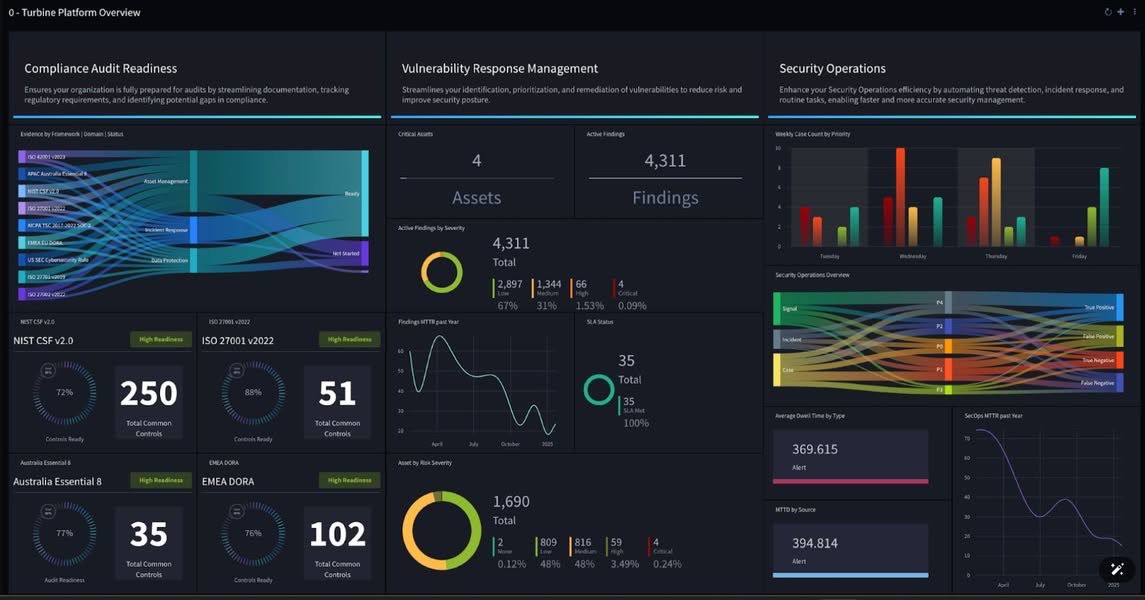 0 - Turbine Platform Overview
Compliance Audit Readiness
Ensures your organization is fully prepared for audits by streamlining documentation, tracking
regulatory requirements, and identifying potential gaps in compliance.
Vulnerability Response Management
Streamlines your identification, prioritization, and remediation of vulnerabilities to reduce risk and
improve security posture.
Security Operations
Enhance your Security Operations efficiency by automating threat detection, incident response, and
routine tasks, enabling faster and more accurate security management.
Evidence by Framework | Domain | Status
ISO 42001 v2023
APAC Australia Essential 8
NIST CSF v2.0
ISO 27001 v2022
AICPA TSC 2017:2022 SOC 2
EMEA EU DORA
US SEC Cybersecurity Rule
ISO 27701 v2019
ISO 27002 v2022
Asset Management
Incident Response
Data Protection
Ready
Not Started
Critical Assets
4
Assets
Active Findings
4,311
Findings
Active Findings by Severity
4,311
Total
2,897 1,344 66 4
Low Medium High Critical
67% 31% 1.53% 0.09%
Weekly Case Count by Priority
10
8
6
4
2
0
Tuesday Wednesday Thursday Friday
Security Operations Overview
Signal
Incident
Case
P4
P2
P0
P1
P3
True Positive
False Positive
True Negative
False Negative
NIST CSF v2.0
NIST CSF v2.0
High Readiness
72%
Controls Ready
250
Total Common
Controls
ISO 27001 v2022
ISO 27001 v2022
High Readiness
88%
Controls Ready
51
Total Common
Controls
Findings MTTR past Year
60
50
40
30
20
April July October 2025
SLA Status
35
Total
35
SLA Met
100%
Australia Essential 8
Australia Essential 8
High Readiness
77%
Audit Readiness
35
Total Common
Controls
EMEA DORA
EMEA DORA
High Readiness
76%
Controls Ready
102
Total Common
Controls
Asset by Risk Severity
1,690
Total
2 809 816 59 4
None Low Medium High Critical
0.12% 48% 48% 3.49% 0.24%
Average Dwell Time by Type
369.615
Alert
MTTD by Source
394.814
Alert
SecOps MTTR past Year
70
60
50
40
30
20
10
0
April July October 2025